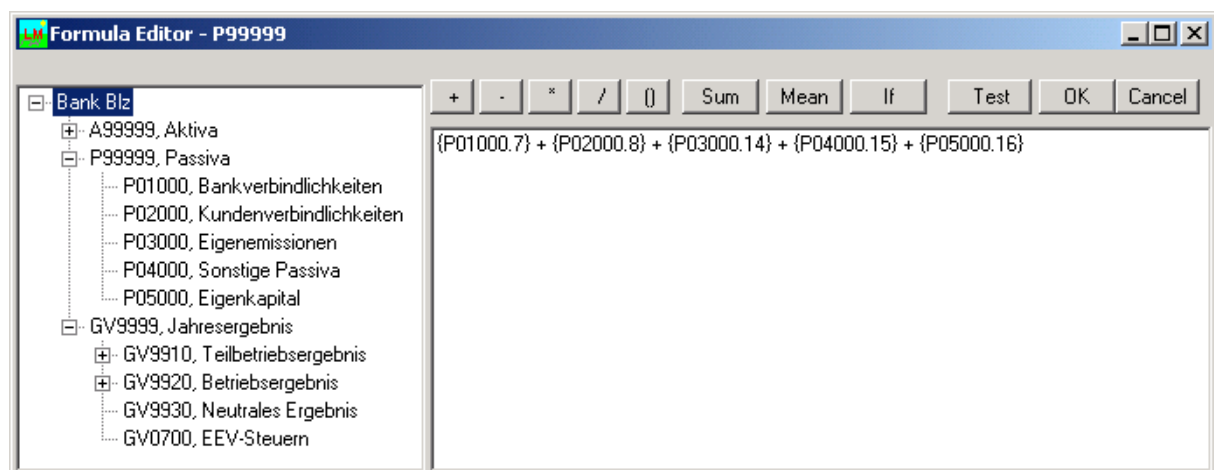 LM Formula Editor - P99999
+ - * / () Sum Mean If Test OK Cancel
Bank Blz
A99999, Aktiva
P99999, Passiva
P01000, Bankverbindlichkeiten
P02000, Kundenverbindlichkeiten
P03000, Eigenemissionen
P04000, Sonstige Passiva
P05000, Eigenkapital
GV9999, Jahresergebnis
GV9910, Teilbetriebsergebnis
GV9920, Betriebsergebnis
GV9930, Neutrales Ergebnis
GV0700, EEV-Steuern
{P01000.7} + {P02000.8} + {P03000.14} + {P04000.15} + {P05000.16}